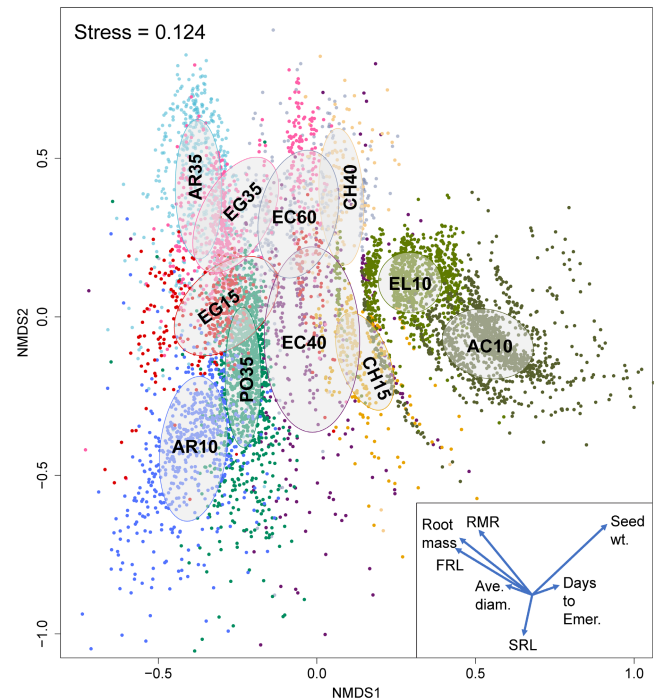 Stress = 0.124
AR35
EG35
EC60
CH40
EL10
EG15
PO35
EC40
CH15
AC10
AR10
NMDS2
0.5
0.0
−0.5
−1.0
Root
mass
RMR
FRL
Ave.
diam.
SRL
Seed
wt.
Days
to
Emer.
−0.5
0.0
0.5
1.0
NMDS1